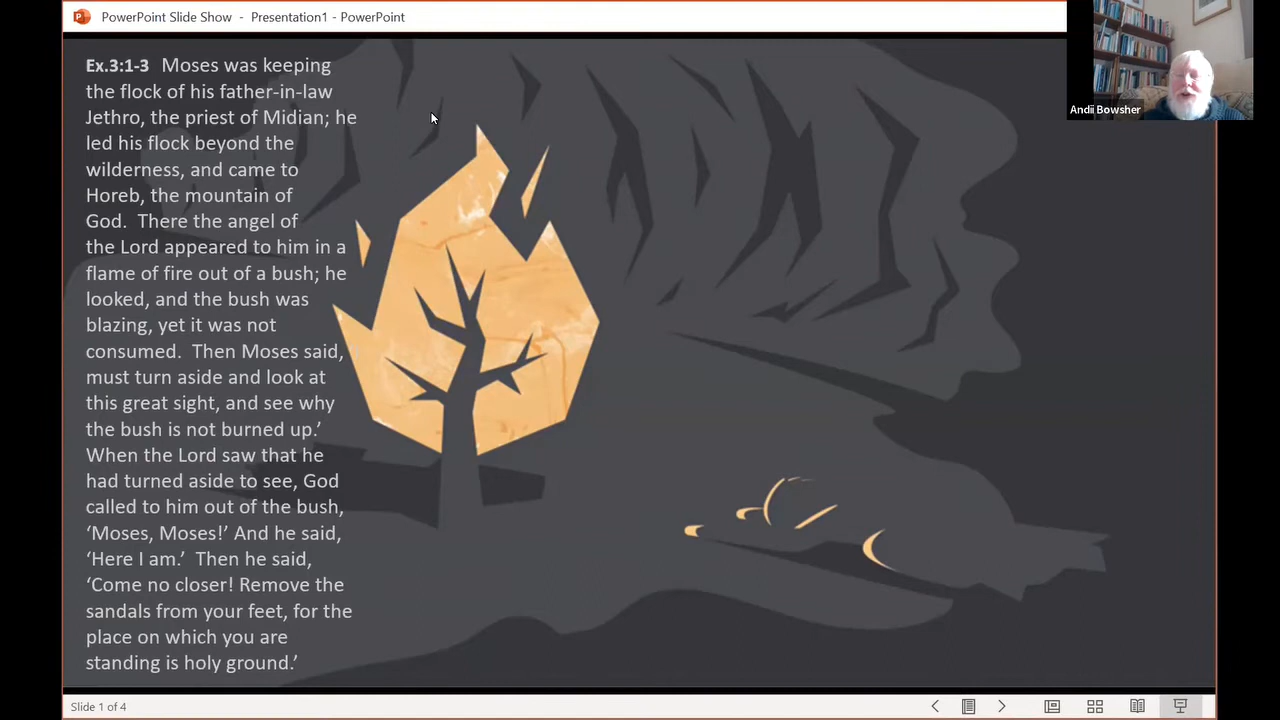 PowerPoint Slide Show - Presentation1 - PowerPoint
Andii Bowsher
Ex.3:1-3 Moses was keeping
the flock of his father-in-law
Jethro, the priest of Midian; he
led his flock beyond the
wilderness, and came to
Horeb, the mountain of
God. There the angel of
the Lord appeared to him in a
flame of fire out of a bush; he
looked, and the bush was
blazing, yet it was not
consumed. Then Moses said,
must turn aside and look at
this great sight, and see why
the bush is not burned up.’
When the Lord saw that he
had turned aside to see, God
called to him out of the bush,
‘Moses, Moses!’ And he said,
‘Here I am.’ Then he said,
‘Come no closer! Remove the
sandals from your feet, for the
place on which you are
standing is holy ground.’
Slide 1 of 4